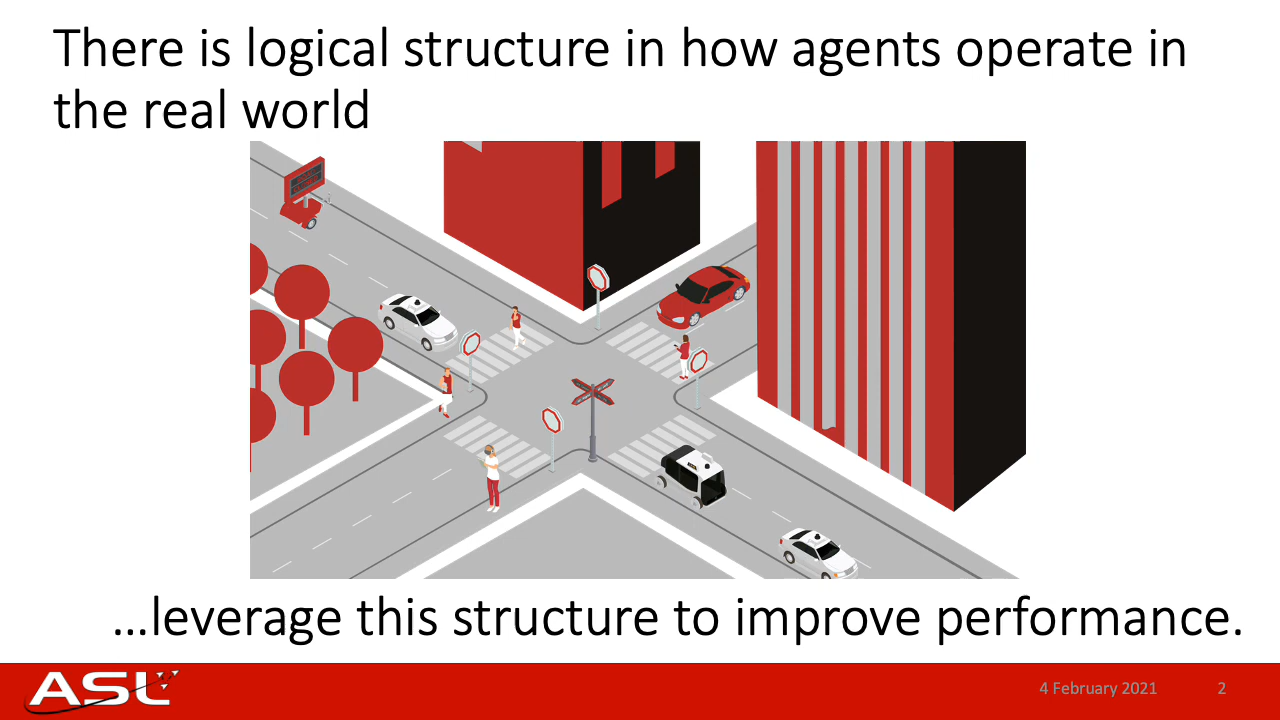 There is logical structure in how agents operate in
the real world
…leverage this structure to improve performance.
ASL
4 February 2021
2